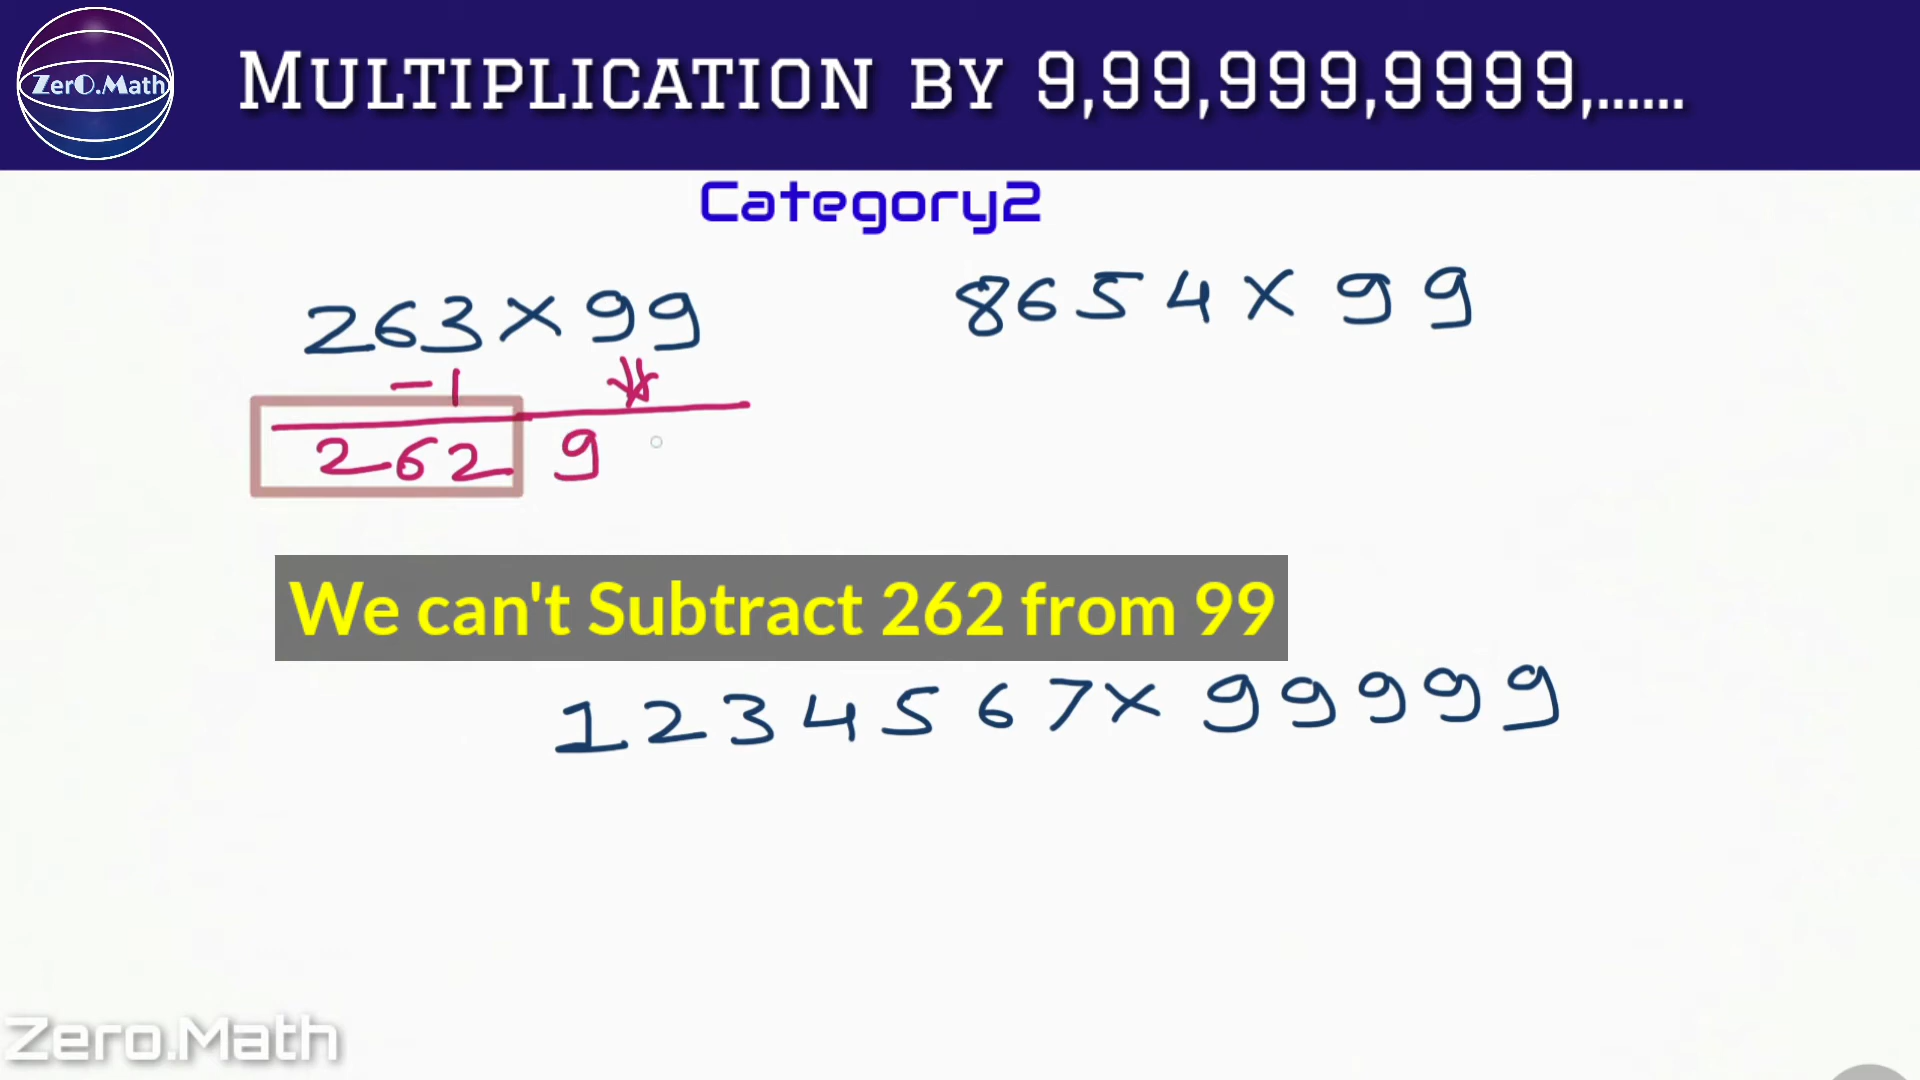 ZerO.Math
MULTIPLICATION BY 9,99,999,9999,......
Category2
263×99
8654×99
-1
262 9
We can't Subtract 262 from 99
1234567×99999
Zero.Math